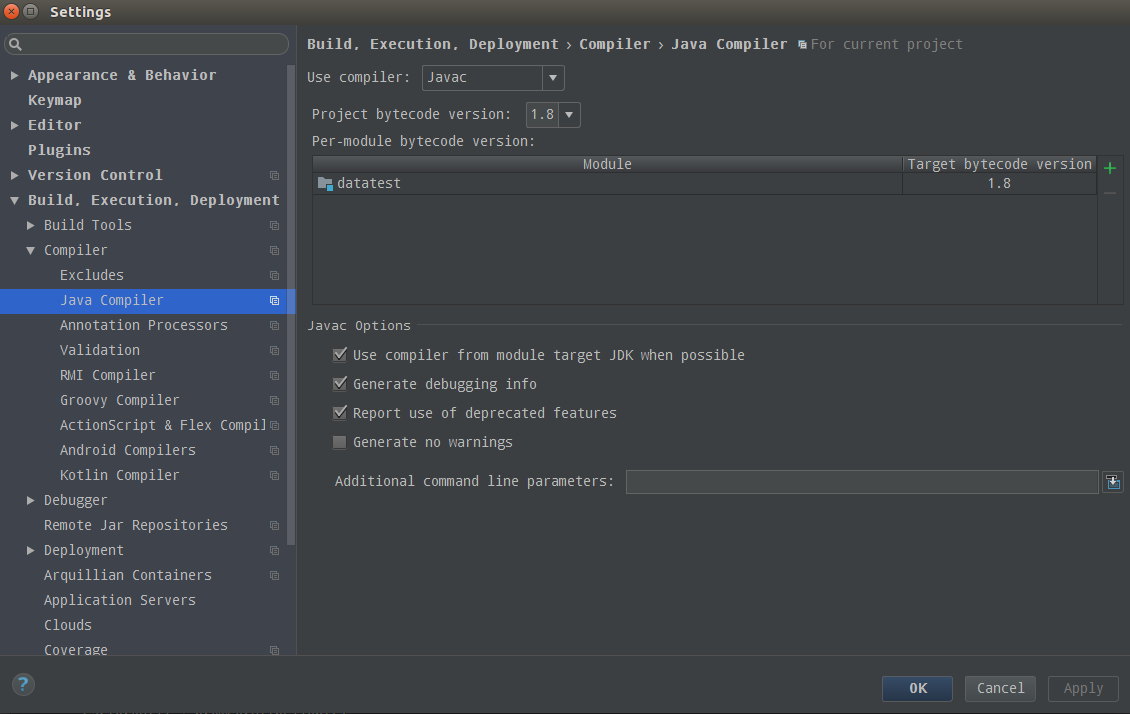 Settings
Appearance & Behavior
Keymap
Editor
Plugins
Version Control
Build, Execution, Deployment
Build Tools
Compiler
Excludes
Java Compiler
Annotation Processors
Validation
RMI Compiler
Groovy Compiler
ActionScript & Flex Compil
Android Compilers
Kotlin Compiler
Debugger
Remote Jar Repositories
Deployment
Arquillian Containers
Application Servers
Clouds
Coverage
Build, Execution, Deployment › Compiler › Java Compiler For current project
Use compiler: Javac
Project bytecode version: 1.8
Per-module bytecode version:
Module Target bytecode version
datatest 1.8
Javac Options
Use compiler from module target JDK when possible
Generate debugging info
Report use of deprecated features
Generate no warnings
Additional command line parameters:
? OK Cancel Apply